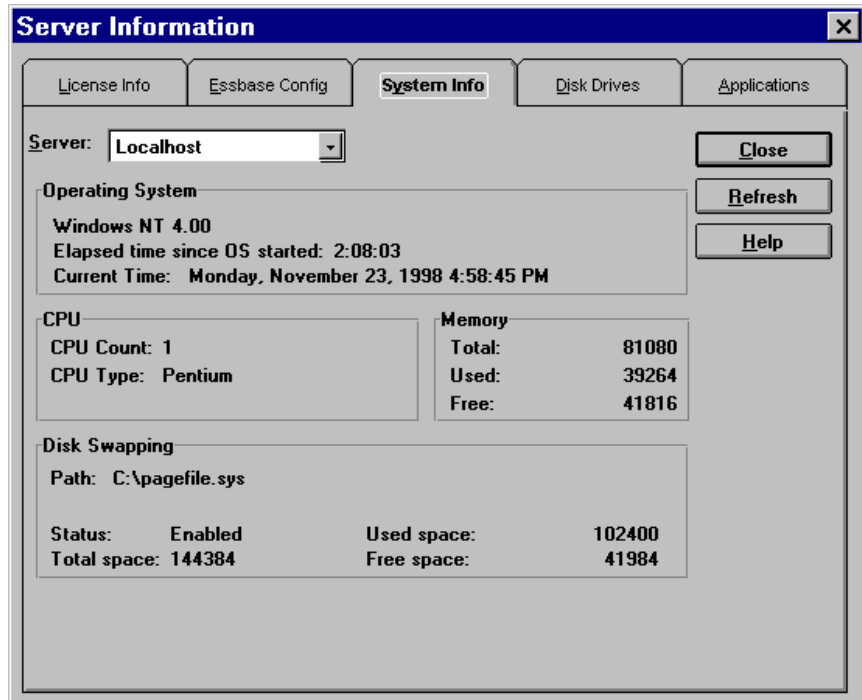 Server Information
License Info Essbase Config System Info Disk Drives Applications
Server: Localhost
Close
Operating System
Refresh
Windows NT 4.00
Elapsed time since OS started: 2:08:03
Help
Current Time: Monday, November 23, 1998 4:58:45 PM
CPU
CPU Count: 1
CPU Type: Pentium
Memory
Total: 81080
Used: 39264
Free: 41816
Disk Swapping
Path: C:\pagefile.sys
Status: Enabled Used space: 102400
Total space: 144384 Free space: 41984